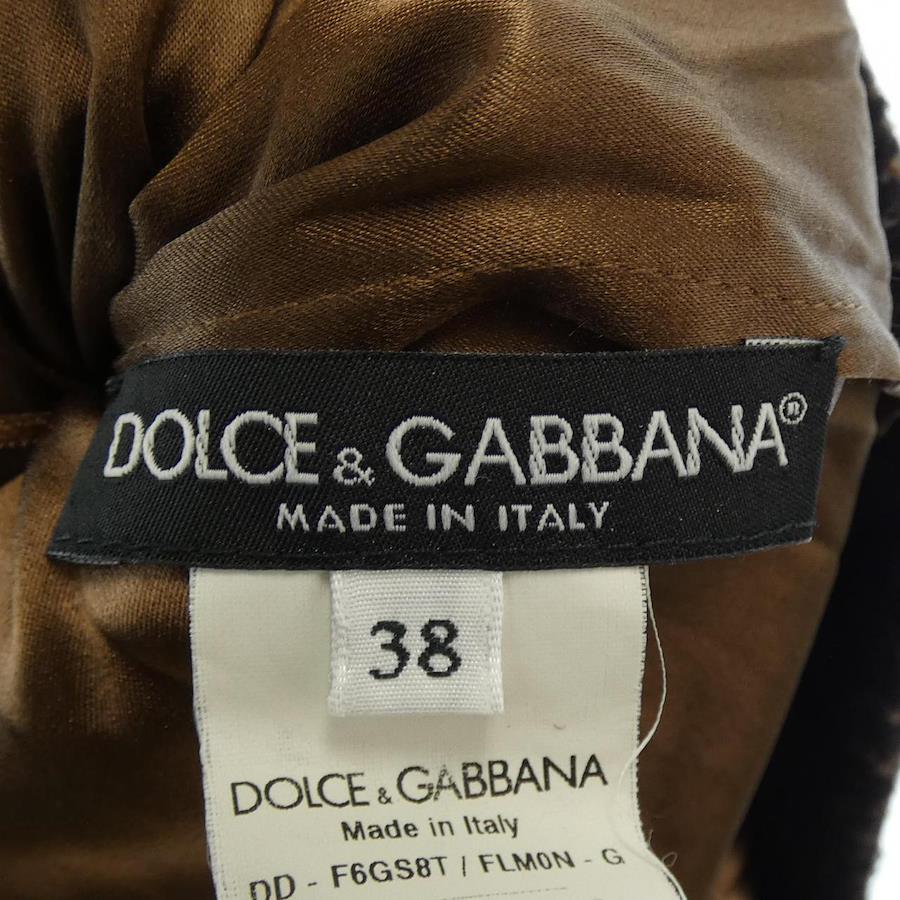 DOLCE & GABBANA®
MADE IN ITALY
38
DOLCE & GABBANA
Made in Italy
DD - F6GS8T / FLM0N - G